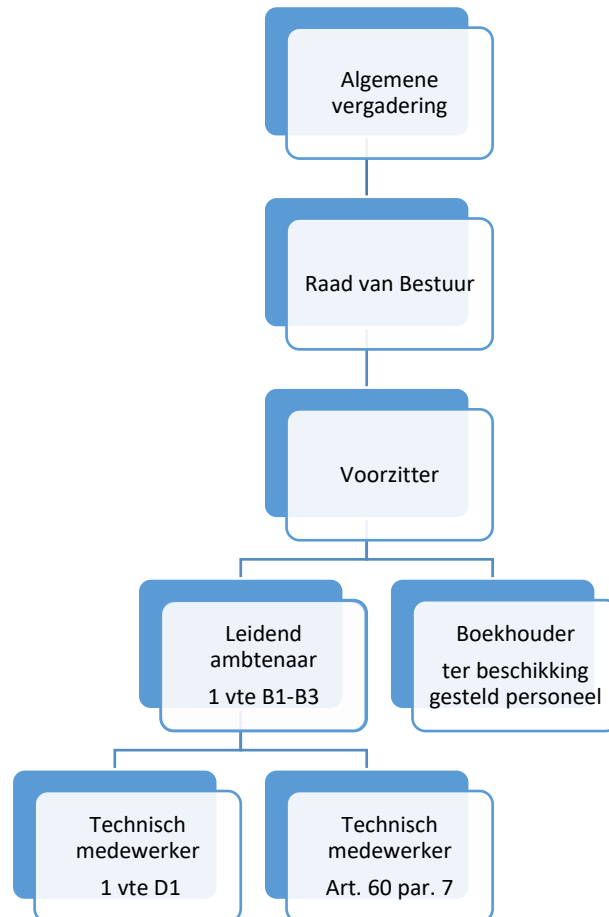 Algemene
vergadering
Raad van Bestuur
Voorzitter
Leidend
ambtenaar
1 vte B1-B3
Boekhouder
ter beschikking
gesteld personeel
Technisch
medewerker
1 vte D1
Technisch
medewerker
Art. 60 par. 7